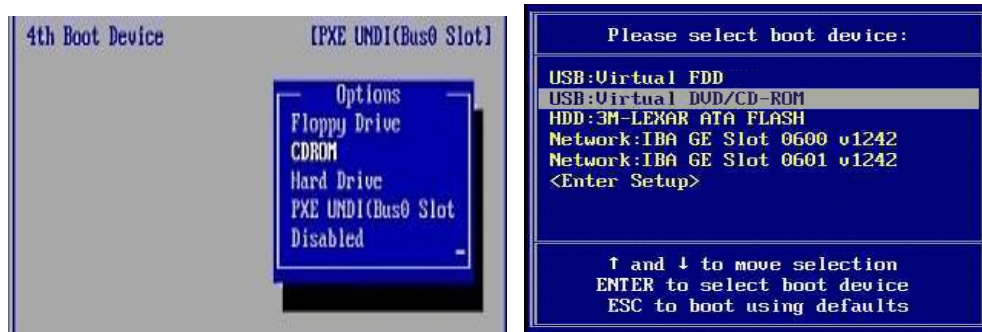 4th Boot Device [PXE UNDI(Bus0 Slot]
Options
Floppy Drive
CDROM
Hard Drive
PXE UNDI(Bus0 Slot
Disabled
Please select boot device:
USB:Virtual FDD
USB:Virtual DVD/CD-ROM
HDD:3M-LEXAR ATA FLASH
Network:IBA GE Slot 0600 v1242
Network:IBA GE Slot 0601 v1242
<Enter Setup>
↑ and ↓ to move selection
ENTER to select boot device
ESC to boot using defaults